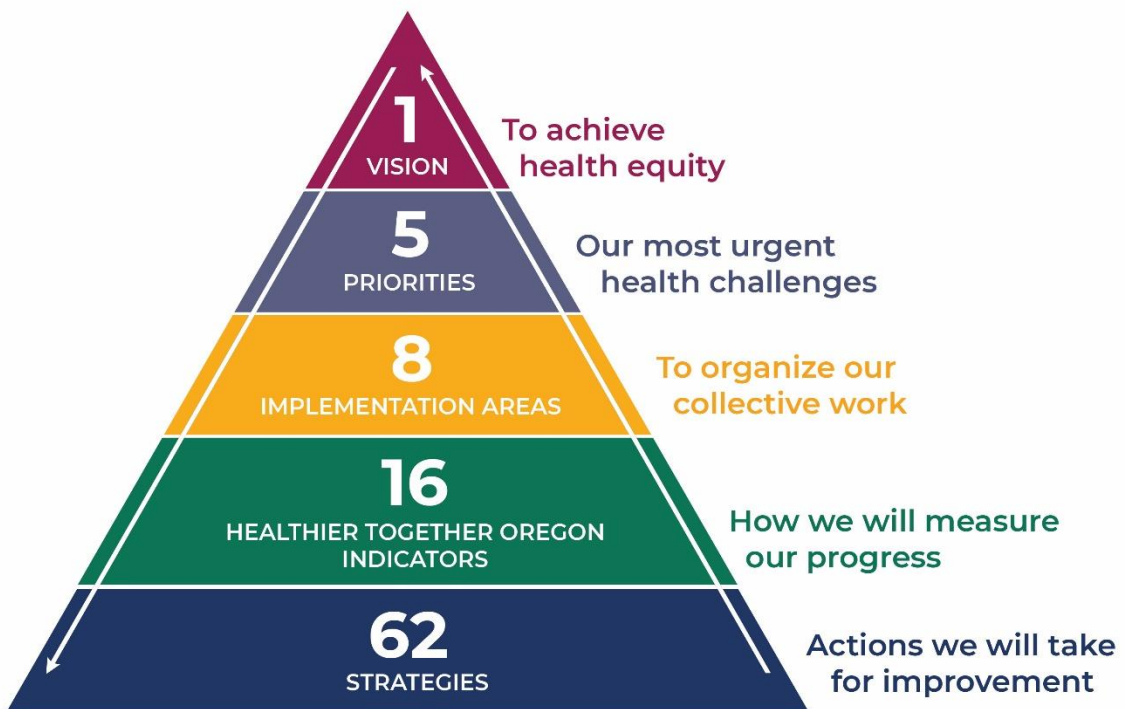 1
VISION
To achieve
health equity
5
PRIORITIES
Our most urgent
health challenges
8
IMPLEMENTATION AREAS
To organize our
collective work
16
HEALTHIER TOGETHER OREGON
INDICATORS
How we will measure
our progress
62
STRATEGIES
Actions we will take
for improvement